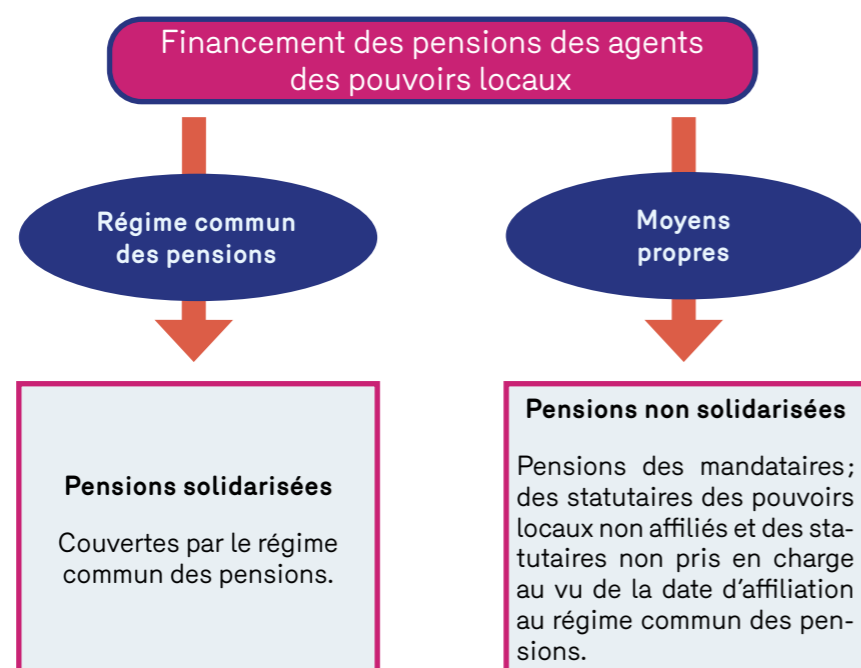 Financement des pensions des agents
des pouvoirs locaux
Régime commun
des pensions
Pensions solidarisées
Couvertes par le régime
commun des pensions.
Moyens
propres
Pensions non solidarisées
Pensions des mandataires;
des statutaires des pouvoirs
locaux non affiliés et des sta-
tutaires non pris en charge
au vu de la date d'affiliation
au régime commun des pen-
sions.